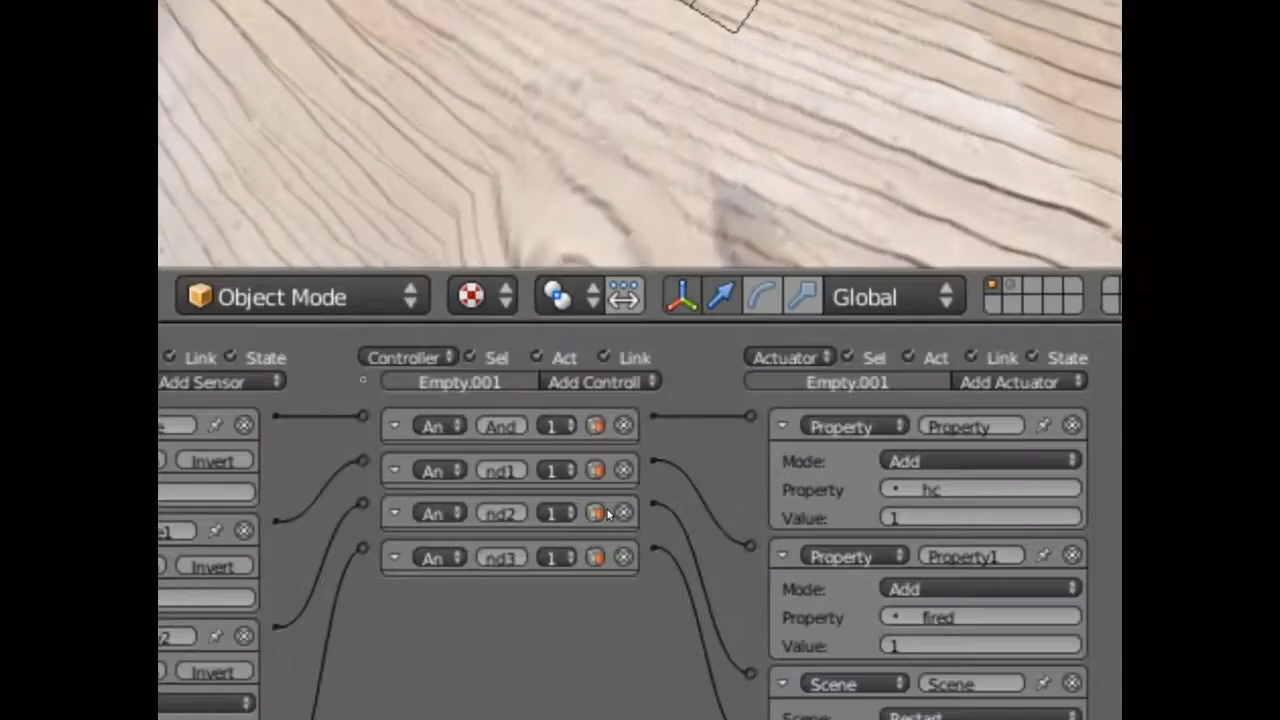 Object Mode Global
Link State Controller Sel Act Link Actuator Sel Act Link State
Add Sensor Empty.001 Add Controll Empty.001 Add Actuator
An And 1 Property Property
Invert Mode: Add
An nd1 1
Property hc
An nd2 1 Value: 1
An nd3 1 Property Property1
Invert Mode: Add
Property fired
Value: 1
Invert Scene Scene
Scene: Restart